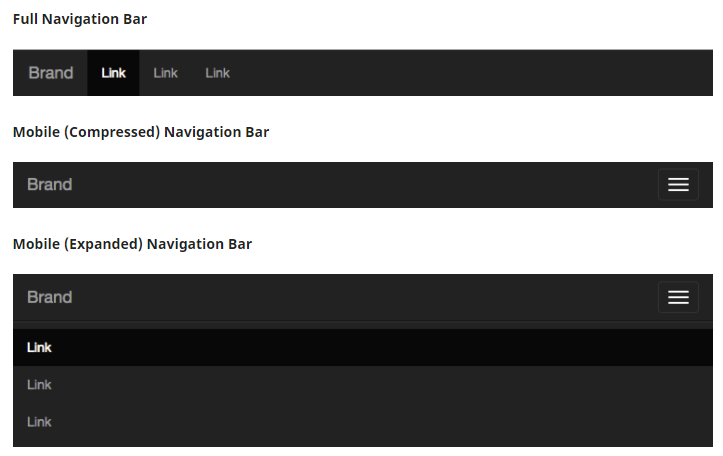 Full Navigation Bar
Brand Link Link Link
Mobile (Compressed) Navigation Bar
Brand
Mobile (Expanded) Navigation Bar
Brand
Link
Link
Link